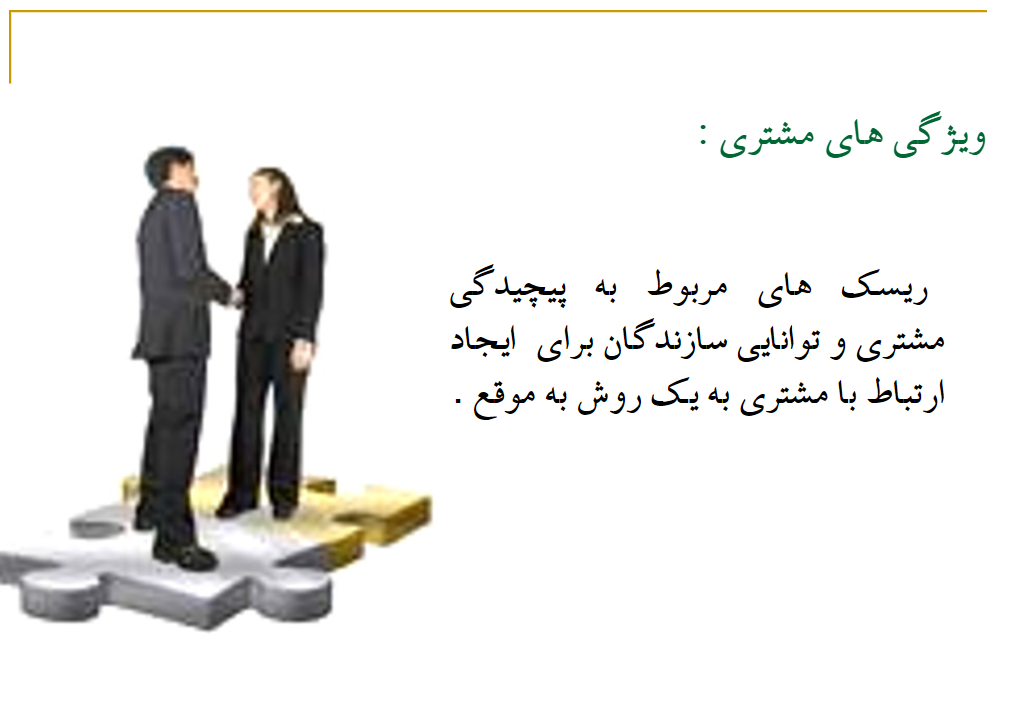 ویژگی های مشتری :
ریسک های مربوط به پیچیدگی
مشتری و توانایی سازندگان برای ایجاد
ارتباط با مشتری به یک روش به موقع .